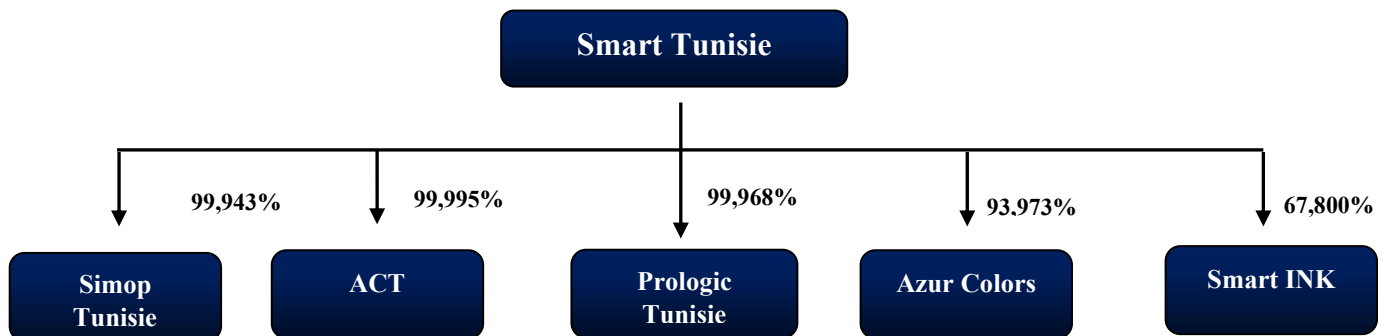 Smart Tunisie
99,943%
99,995%
99,968%
93,973%
67,800%
Simop
Tunisie
ACT
Prologic
Tunisie
Azur Colors
Smart INK